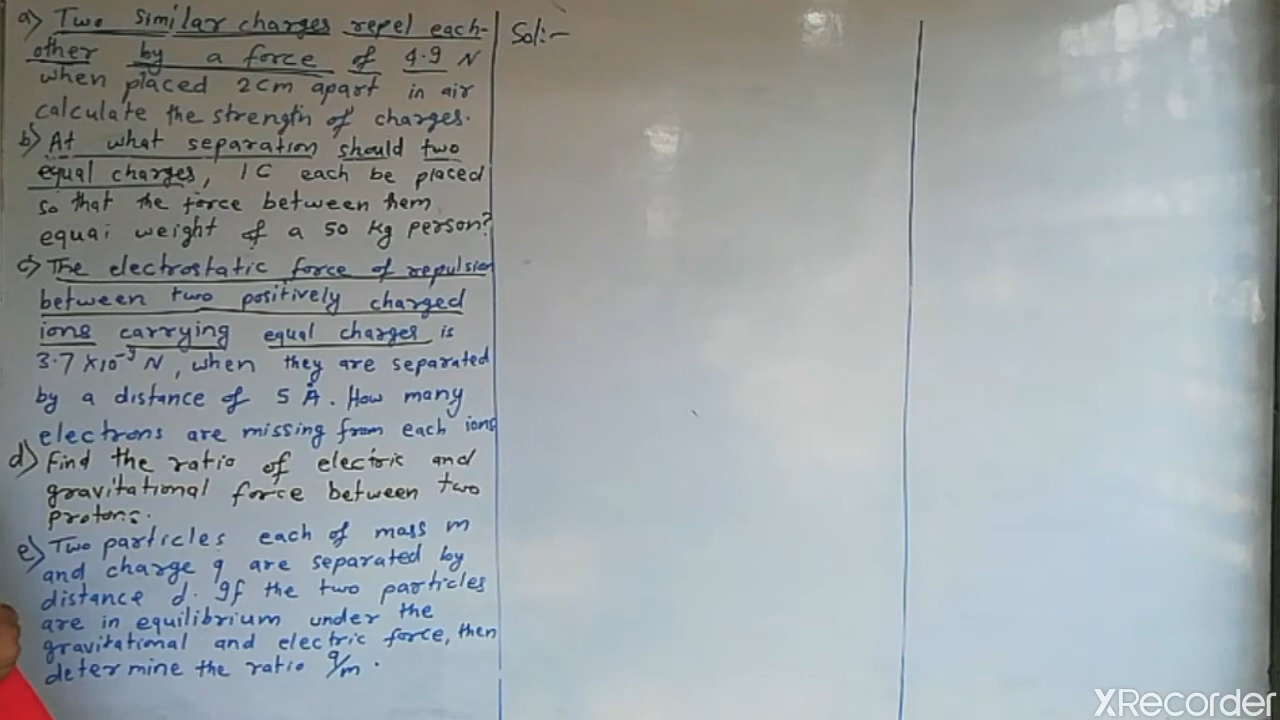 a) Two similar charges repel each-
other by a force of 4.9 N
when placed 2cm apart in air
calculate the strength of charges.
b) At what separation should two
equal charges, 1C each be placed
so that the force between them
equal weight of a 50 kg person?
c) The electrostatic force of repulsion
between two positively charged
ions carrying equal charges is
3.7 x10⁻⁹ N, when they are separated
by a distance of 5 Å. How many
electrons are missing from each ions
d) Find the ratio of electric and
gravitational force between two
protons.
e) Two particles each of mass m
and charge q are separated by
distance d. If the two particles
are in equilibrium under the
gravitational and electric force, then
determine the ratio q/m.
Sol:-
XRecorder